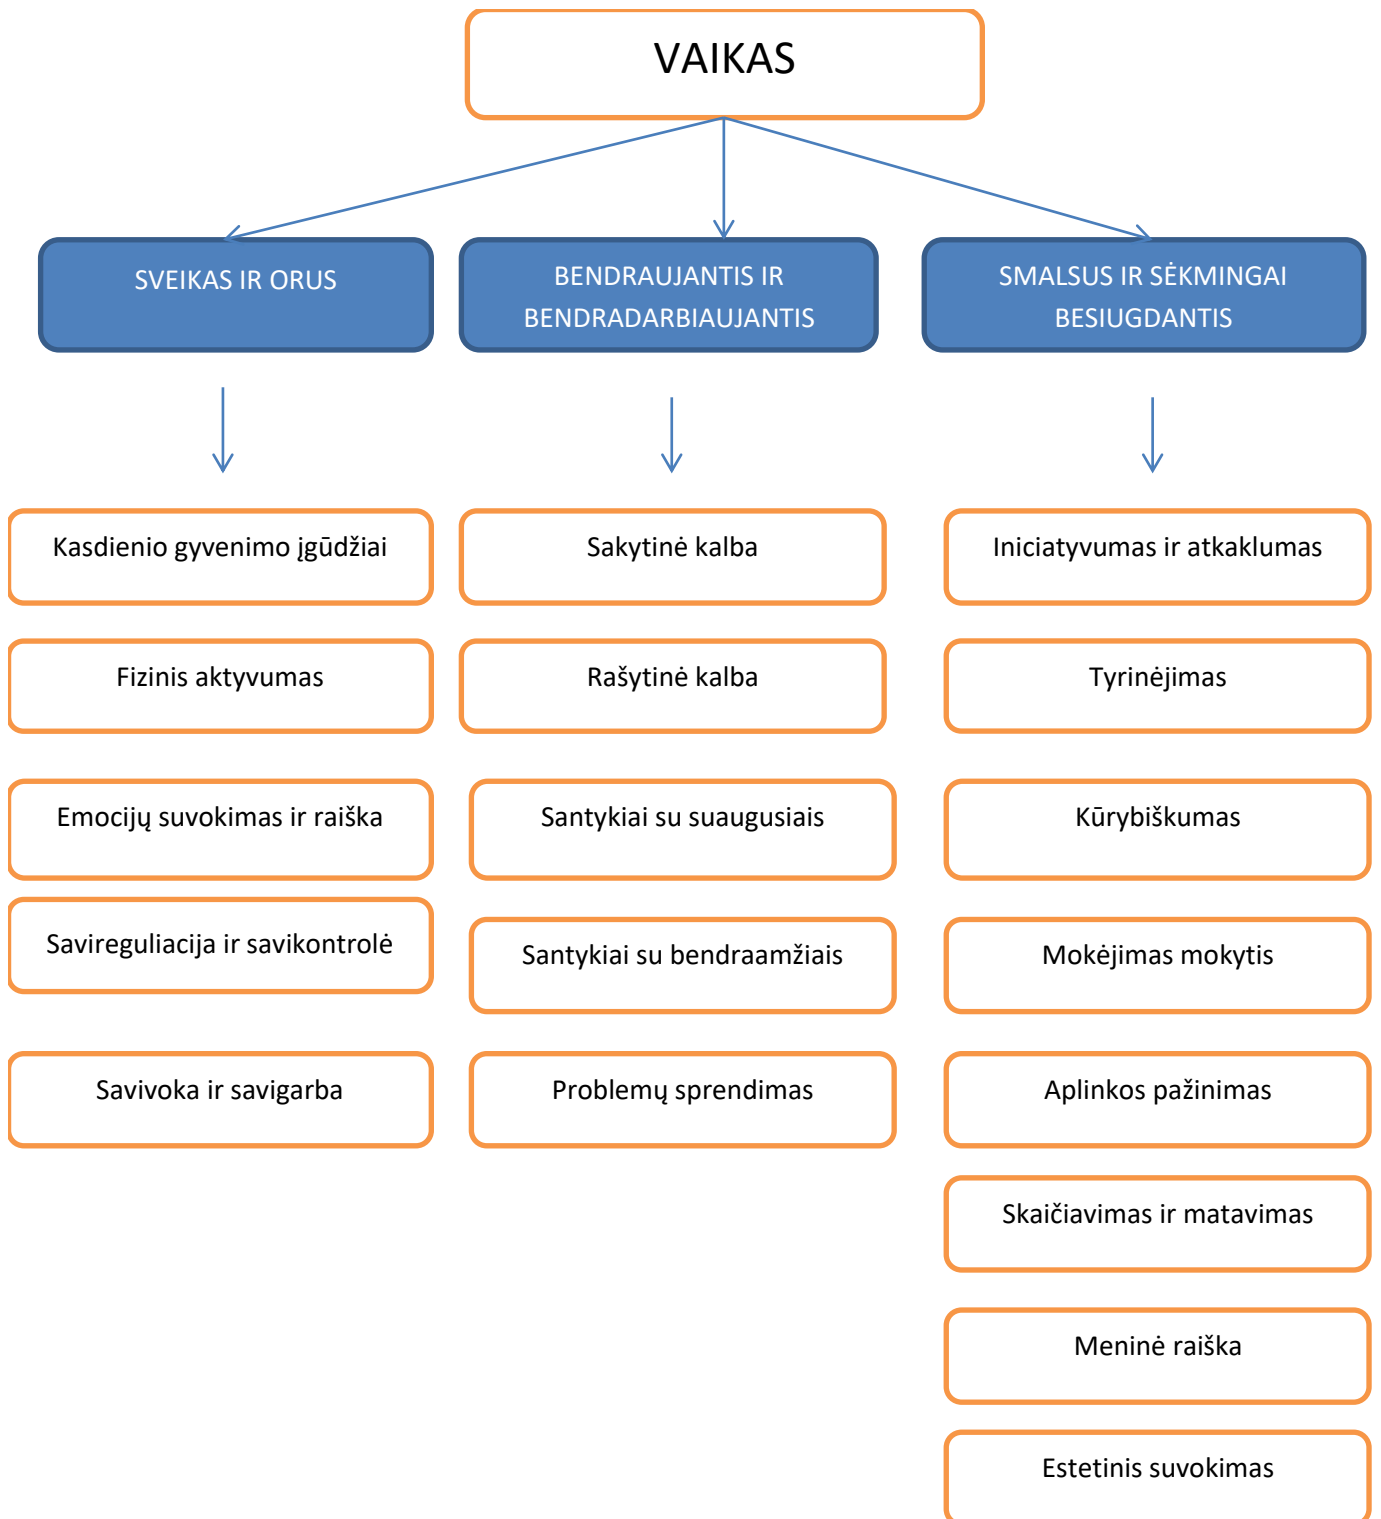 VAIKAS
SVEIKAS IR ORUS
BENDRAUJANTIS IR
BENDRADARBIAUJANTIS
SMALSUS IR SĖKMINGAI
BESIUGDANTIS
Kasdienio gyvenimo įgūdžiai
Fizinis aktyvumas
Emocijų suvokimas ir raiška
Savireguliacija ir savikontrolė
Savivoka ir savigarba
Sakytinė kalba
Rašytinė kalba
Santykiai su suaugusiais
Santykiai su bendraamžiais
Problemų sprendimas
Iniciatyvumas ir atkaklumas
Tyrinėjimas
Kūrybiškumas
Mokėjimas mokytis
Aplinkos pažinimas
Skaičiavimas ir matavimas
Meninė raiška
Estetinis suvokimas